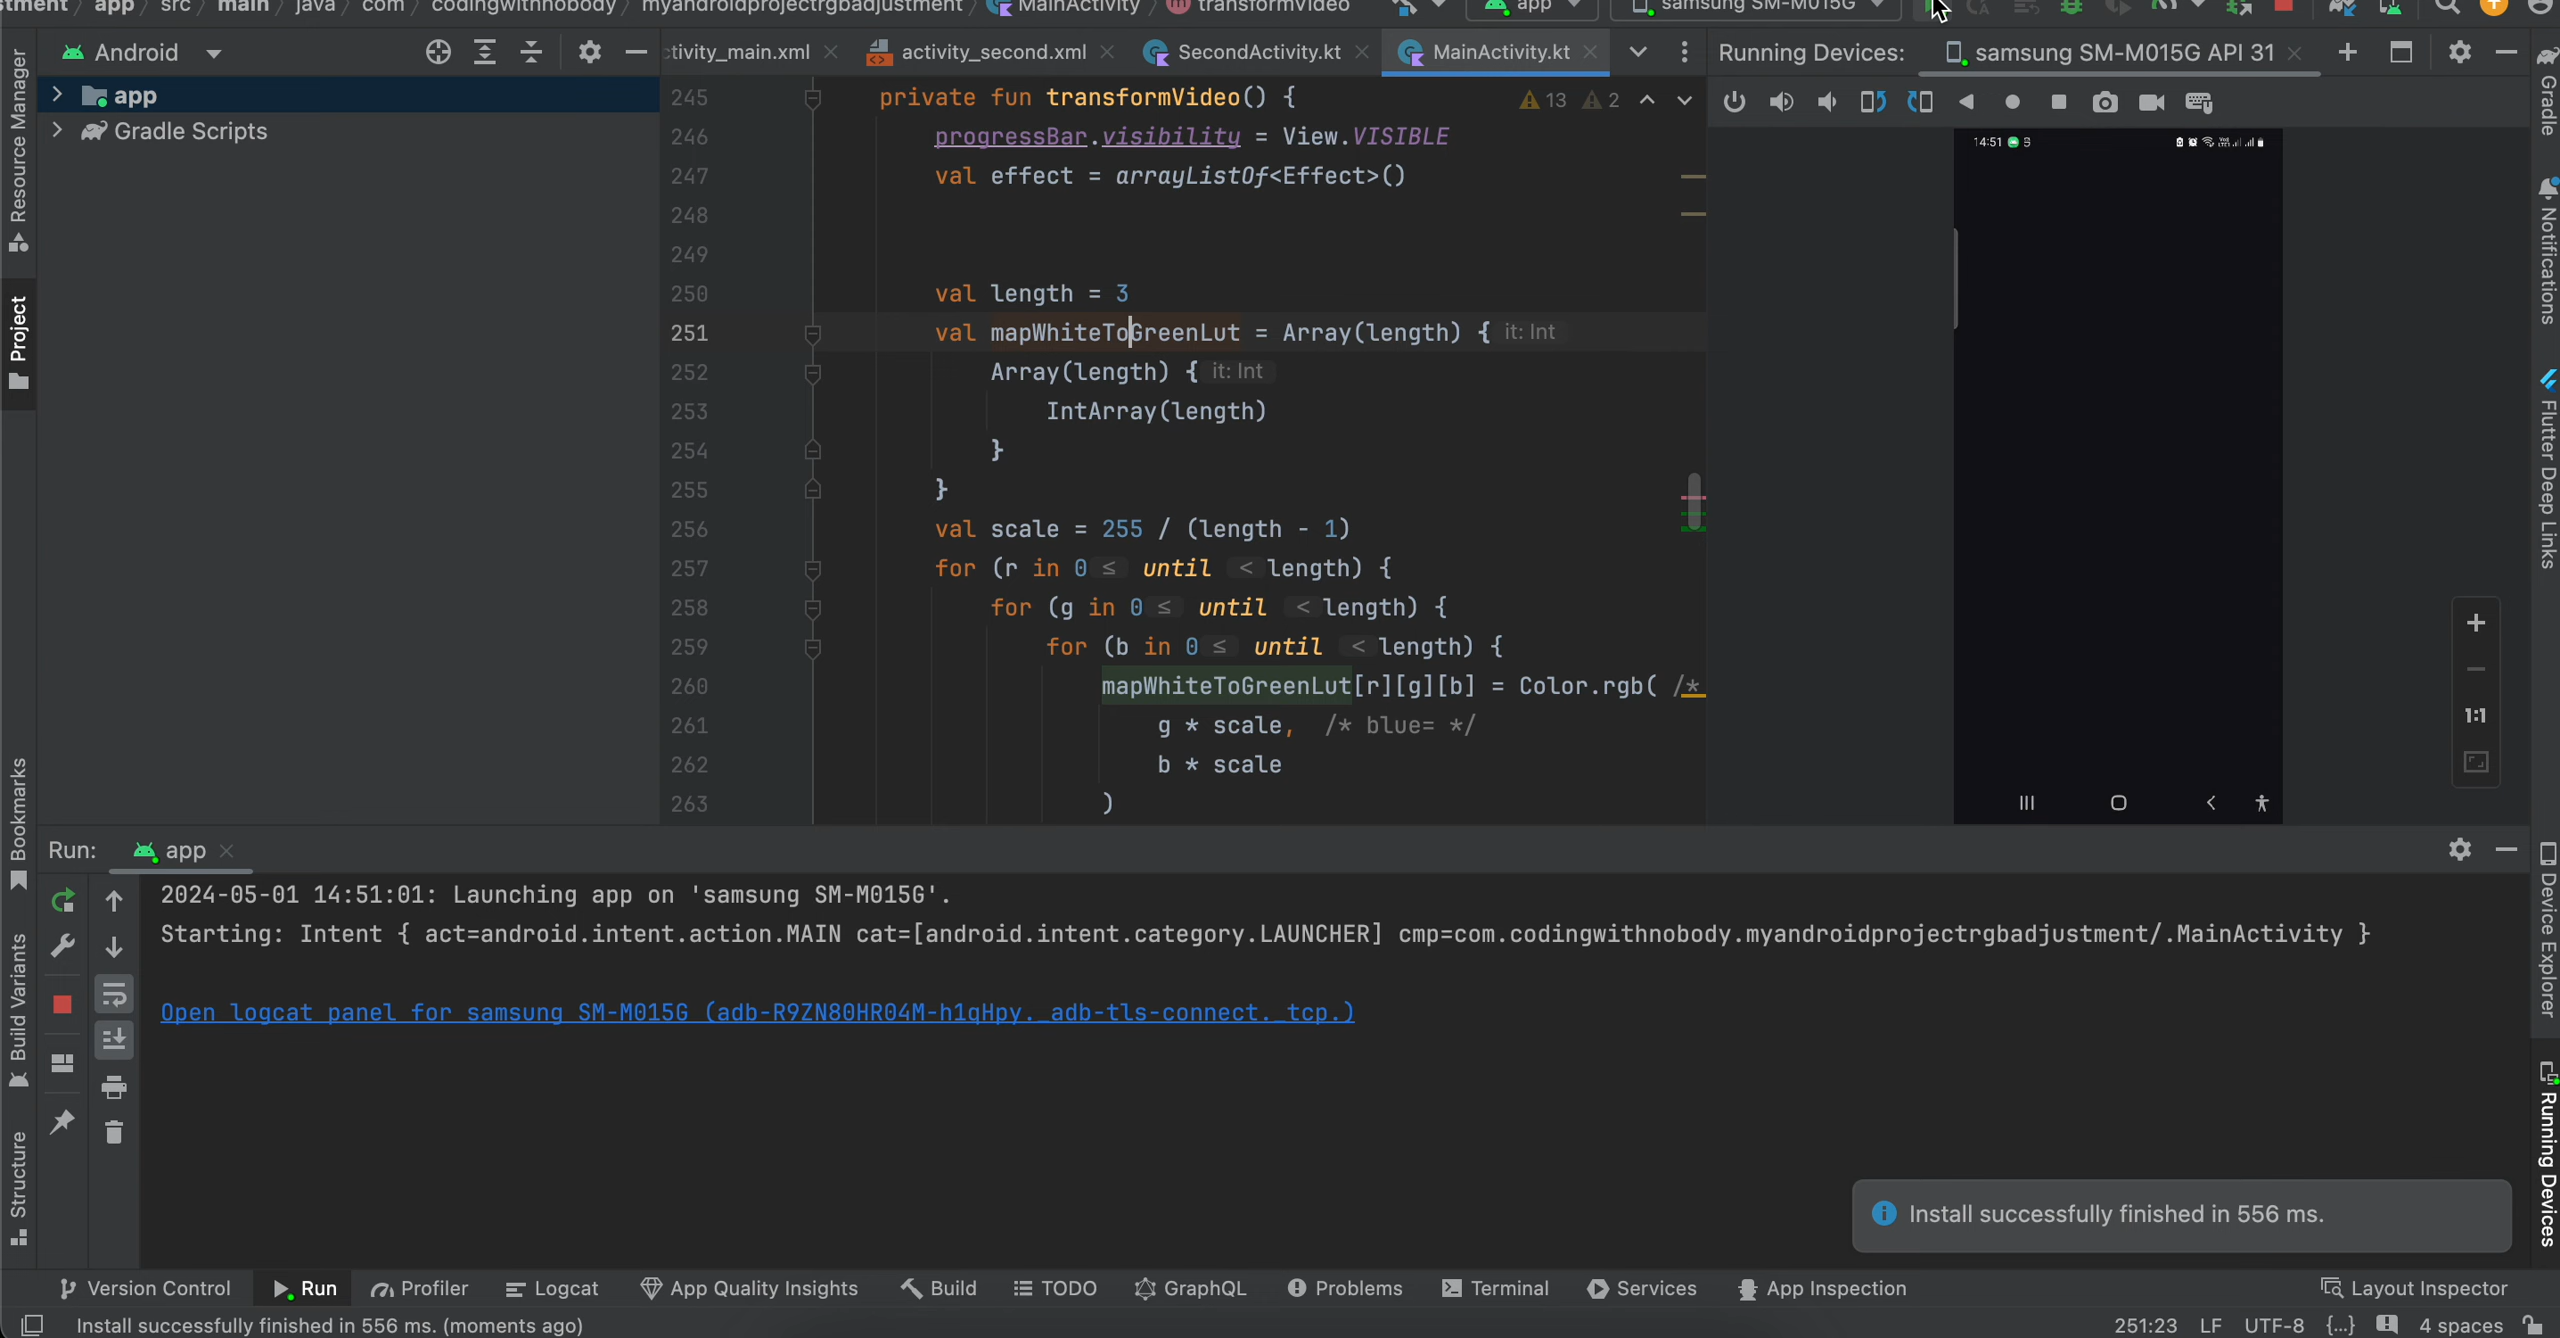 stment app src main java com codingwithnobody myandroidprojectrgbadjustment MainActivity transformVideo app samsung SM-M015G
Android
tivity_main.xml activity_second.xml SecondActivity.kt MainActivity.kt
Running Devices: samsung SM-M015G API 31
app
Gradle Scripts
Resource Manager
Project
Bookmarks
Build Variants
Structure
13 2
245 private fun transformVideo() {
246 progressBar.visibility = View.VISIBLE
247 val effect = arrayListOf<Effect>()
248
249
250 val length = 3
251 val mapWhiteToGreenLut = Array(length) { it: Int
252 Array(length) { it: Int
253 IntArray(length)
254 }
255 }
256 val scale = 255 / (length - 1)
257 for (r in 0 ≤ until < length) {
258 for (g in 0 ≤ until < length) {
259 for (b in 0 ≤ until < length) {
260 mapWhiteToGreenLut[r][g][b] = Color.rgb( /*
261 g * scale, /* blue= */
262 b * scale
263 )
14:51
1:1
Gradle
Notifications
Flutter Deep Links
Device Explorer
Running Devices
Run: app
2024-05-01 14:51:01: Launching app on 'samsung SM-M015G'.
Starting: Intent { act=android.intent.action.MAIN cat=[android.intent.category.LAUNCHER] cmp=com.codingwithnobody.myandroidprojectrgbadjustment/.MainActivity }
Open logcat panel for samsung SM-M015G (adb-R9ZN80HR04M-h1qHpy._adb-tls-connect._tcp.)
Install successfully finished in 556 ms.
Version Control Run Profiler Logcat App Quality Insights Build TODO GraphQL Problems Terminal Services App Inspection Layout Inspector
Install successfully finished in 556 ms. (moments ago) 251:23 LF UTF-8 {...} 4 spaces